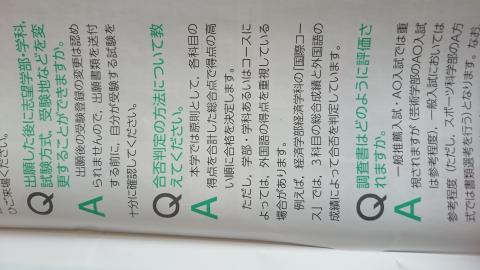 ひご来場ください。
Q 出願した後に志望学部・学科、
試験方式、受験地などを変
更することができますか。
A 出願後の受験登録の変更は認め
られませんので、出願書類を送付
する前に、自分が受験する試験を
十分に確認してください。
Q 合否判定の方法について教
えてください。
A 本学では原則として、各科目の
得点を合計した総合点で得点の高
い順に合格を決定します。
ただし、学部・学科あるいはコースに
よっては、外国語の得点を重視している
場合があります。
例えば、経済学部経済学科の「国際コー
ス」では、3科目の総合成績と外国語の
成績によって合否を判定しています。
Q 調査書はどのように評価さ
れますか。
A 一般推薦入試・AO入試では重
視されますが(芸術学部のAO入試
は参考程度)、一般入試においては
参考程度(ただし、スポーツ科学部のA方
式では書類選考を行う)となります。なお